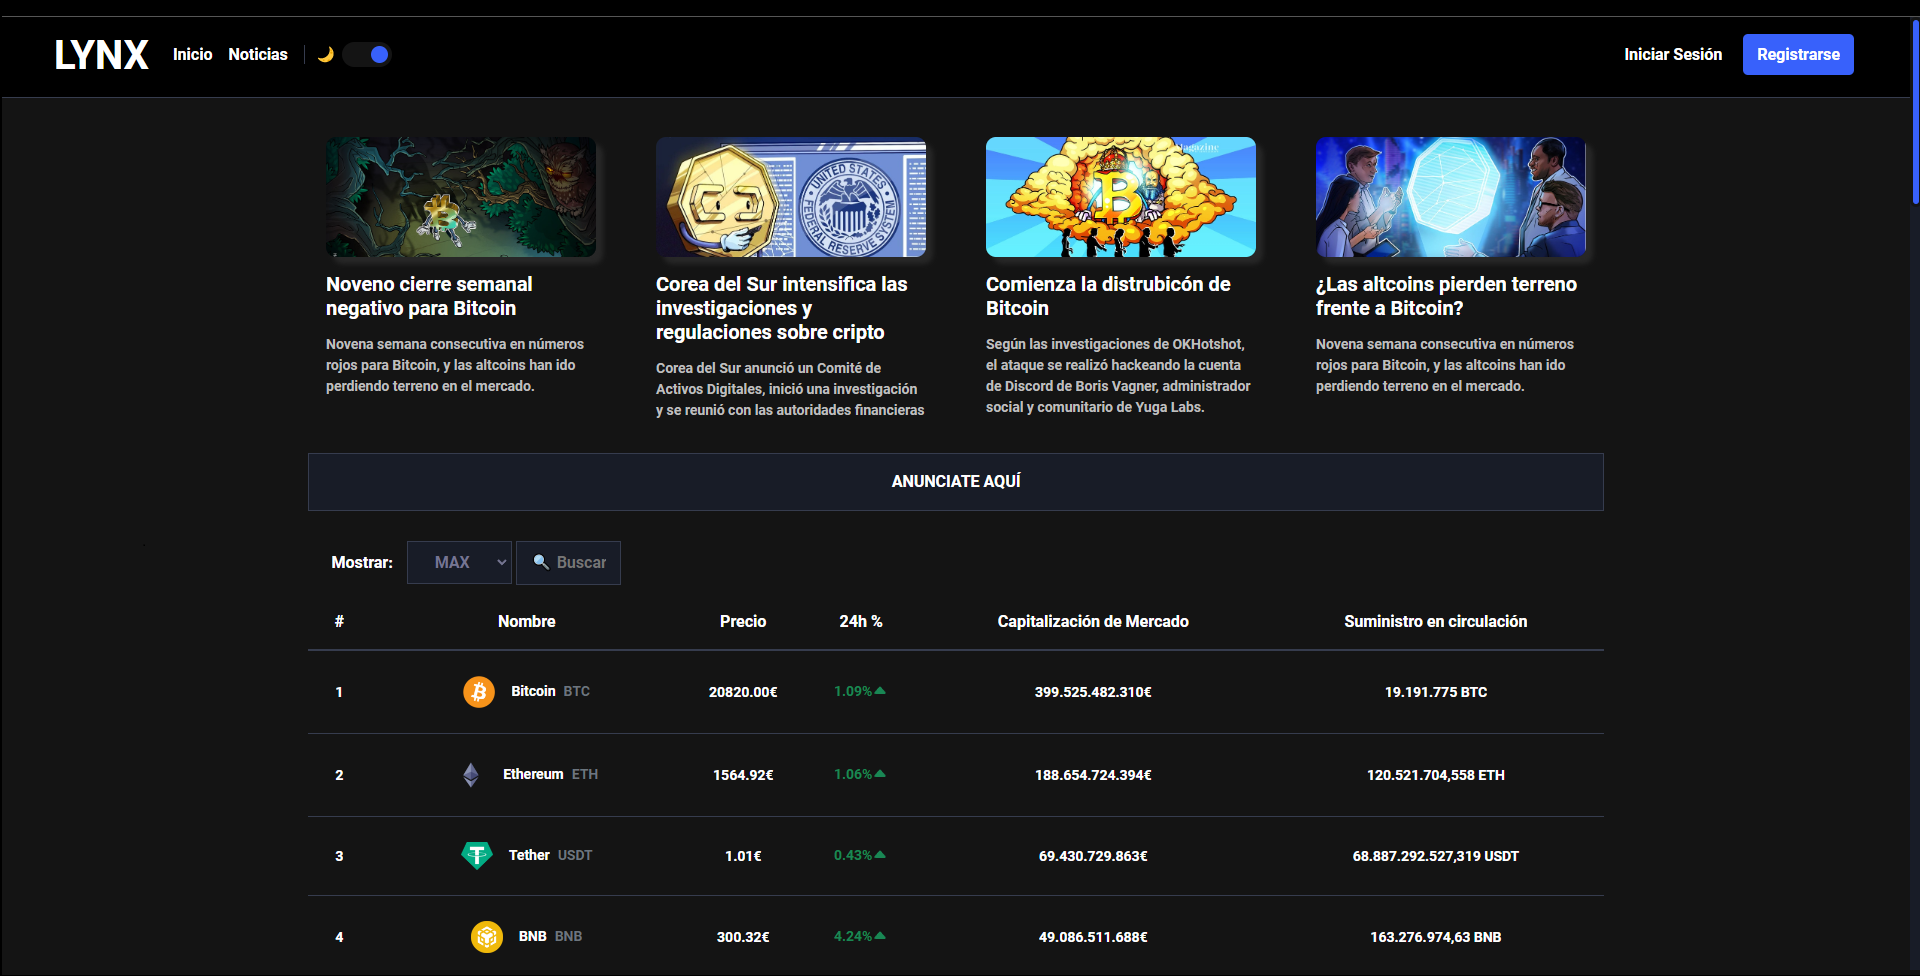 LYNX Inicio Noticias Iniciar Sesión Registrarse
agazine
UNITED STATES
FEDERAL RESERVE SYSTEM
Noveno cierre semanal
negativo para Bitcoin
Novena semana consecutiva en números
rojos para Bitcoin, y las altcoins han ido
perdiendo terreno en el mercado.
Corea del Sur intensifica las
investigaciones y
regulaciones sobre cripto
Corea del Sur anunció un Comité de
Activos Digitales, inició una investigación
y se reunió con las autoridades financieras
Comienza la distrubicón de
Bitcoin
Según las investigaciones de OKHotshot,
el ataque se realizó hackeando la cuenta
de Discord de Boris Vagner, administrador
social y comunitario de Yuga Labs.
¿Las altcoins pierden terreno
frente a Bitcoin?
Novena semana consecutiva en números
rojos para Bitcoin, y las altcoins han ido
perdiendo terreno en el mercado.
ANUNCIATE AQUÍ
Mostrar: MAX Buscar
# Nombre Precio 24h % Capitalización de Mercado Suministro en circulación
1 Bitcoin BTC 20820.00€ 1.09% 399.525.482.310€ 19.191.775 BTC
2 Ethereum ETH 1564.92€ 1.06% 188.654.724.394€ 120.521.704,558 ETH
3 Tether USDT 1.01€ 0.43% 69.430.729.863€ 68.887.292.527,319 USDT
4 BNB BNB 300.32€ 4.24% 49.086.511.688€ 163.276.974,63 BNB